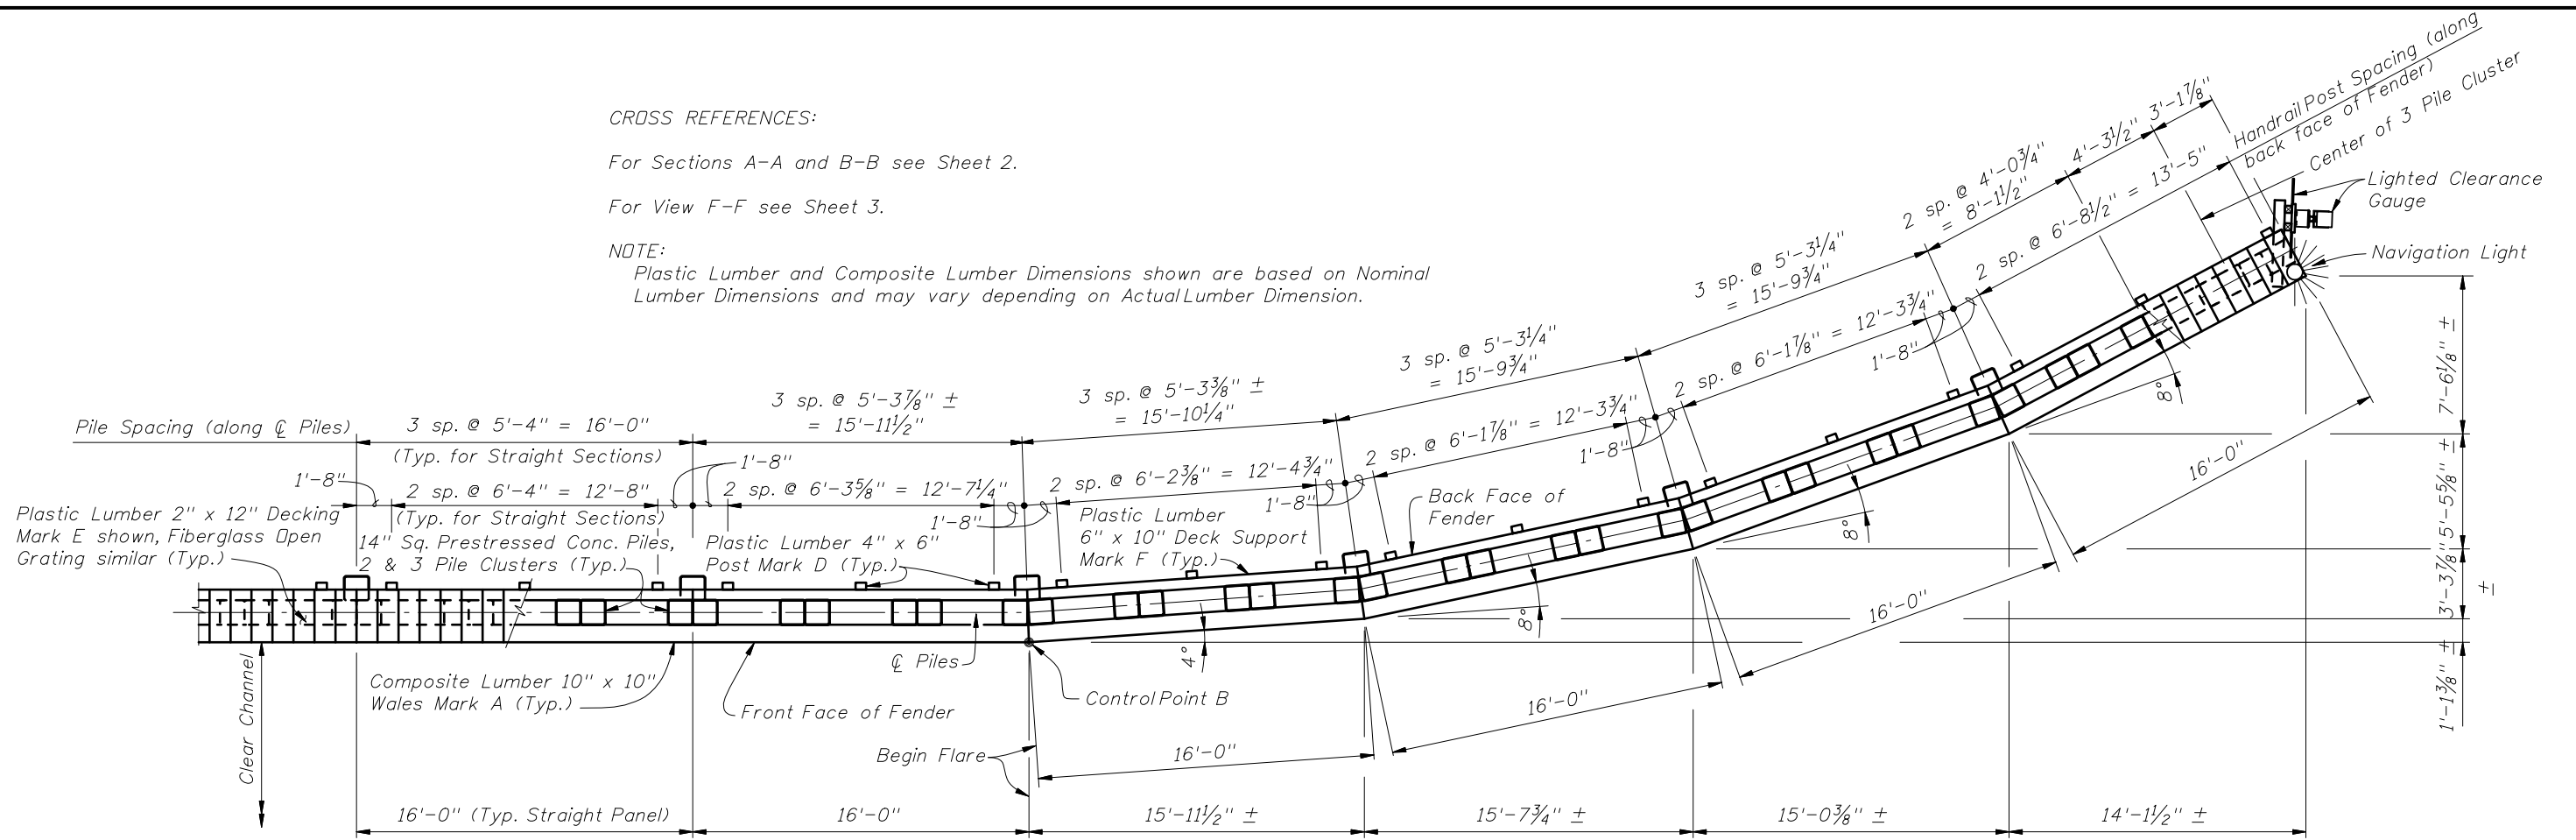 CROSS REFERENCES:
For Sections A-A and B-B see Sheet 2.
For View F-F see Sheet 3.
NOTE:
Plastic Lumber and Composite Lumber Dimensions shown are based on Nominal
Lumber Dimensions and may vary depending on Actual Lumber Dimension.
Handrail Post Spacing (along
back face of Fender)
Center of 3 Pile Cluster
Lighted Clearance
Gauge
Navigation Light
2 sp. @ 4'-0¾"
= 8'-1½"
4'-3½"
3'-1⅞"
2 sp. @ 6'-8½" = 13'-5"
3 sp. @ 5'-3¼"
= 15'-9¾"
2 sp. @ 6'-1⅞" = 12'-3¾"
1'-8"
3 sp. @ 5'-3¼"
= 15'-9¾"
2 sp. @ 6'-1⅞" = 12'-3¾"
1'-8"
3 sp. @ 5'-3⅜" ±
= 15'-10¼"
2 sp. @ 6'-2⅜" = 12'-4¾"
1'-8"
3 sp. @ 5'-3⅞" ±
= 15'-11½"
2 sp. @ 6'-3⅝" = 12'-7¼"
1'-8"
Pile Spacing (along ℄ Piles)
3 sp. @ 5'-4" = 16'-0"
(Typ. for Straight Sections)
1'-8"
1'-8"
2 sp. @ 6'-4" = 12'-8"
(Typ. for Straight Sections)
Plastic Lumber 2" x 12" Decking
Mark E shown, Fiberglass Open
Grating similar (Typ.)
14" Sq. Prestressed Conc. Piles,
2 & 3 Pile Clusters (Typ.)
Plastic Lumber 4" x 6"
Post Mark D (Typ.)
Plastic Lumber
6" x 10" Deck Support
Mark F (Typ.)
Back Face of
Fender
℄ Piles
Composite Lumber 10" x 10"
Wales Mark A (Typ.)
Front Face of Fender
Control Point B
Begin Flare
Clear Channel
4°
8°
8°
8°
16'-0"
16'-0"
16'-0"
16'-0"
7'-6⅛" ±
5'-5⅝" ±
3'-3⅞" ±
1'-1⅜" ±
16'-0" (Typ. Straight Panel)
16'-0"
15'-11½" ±
15'-7¾" ±
15'-0⅜" ±
14'-1½" ±